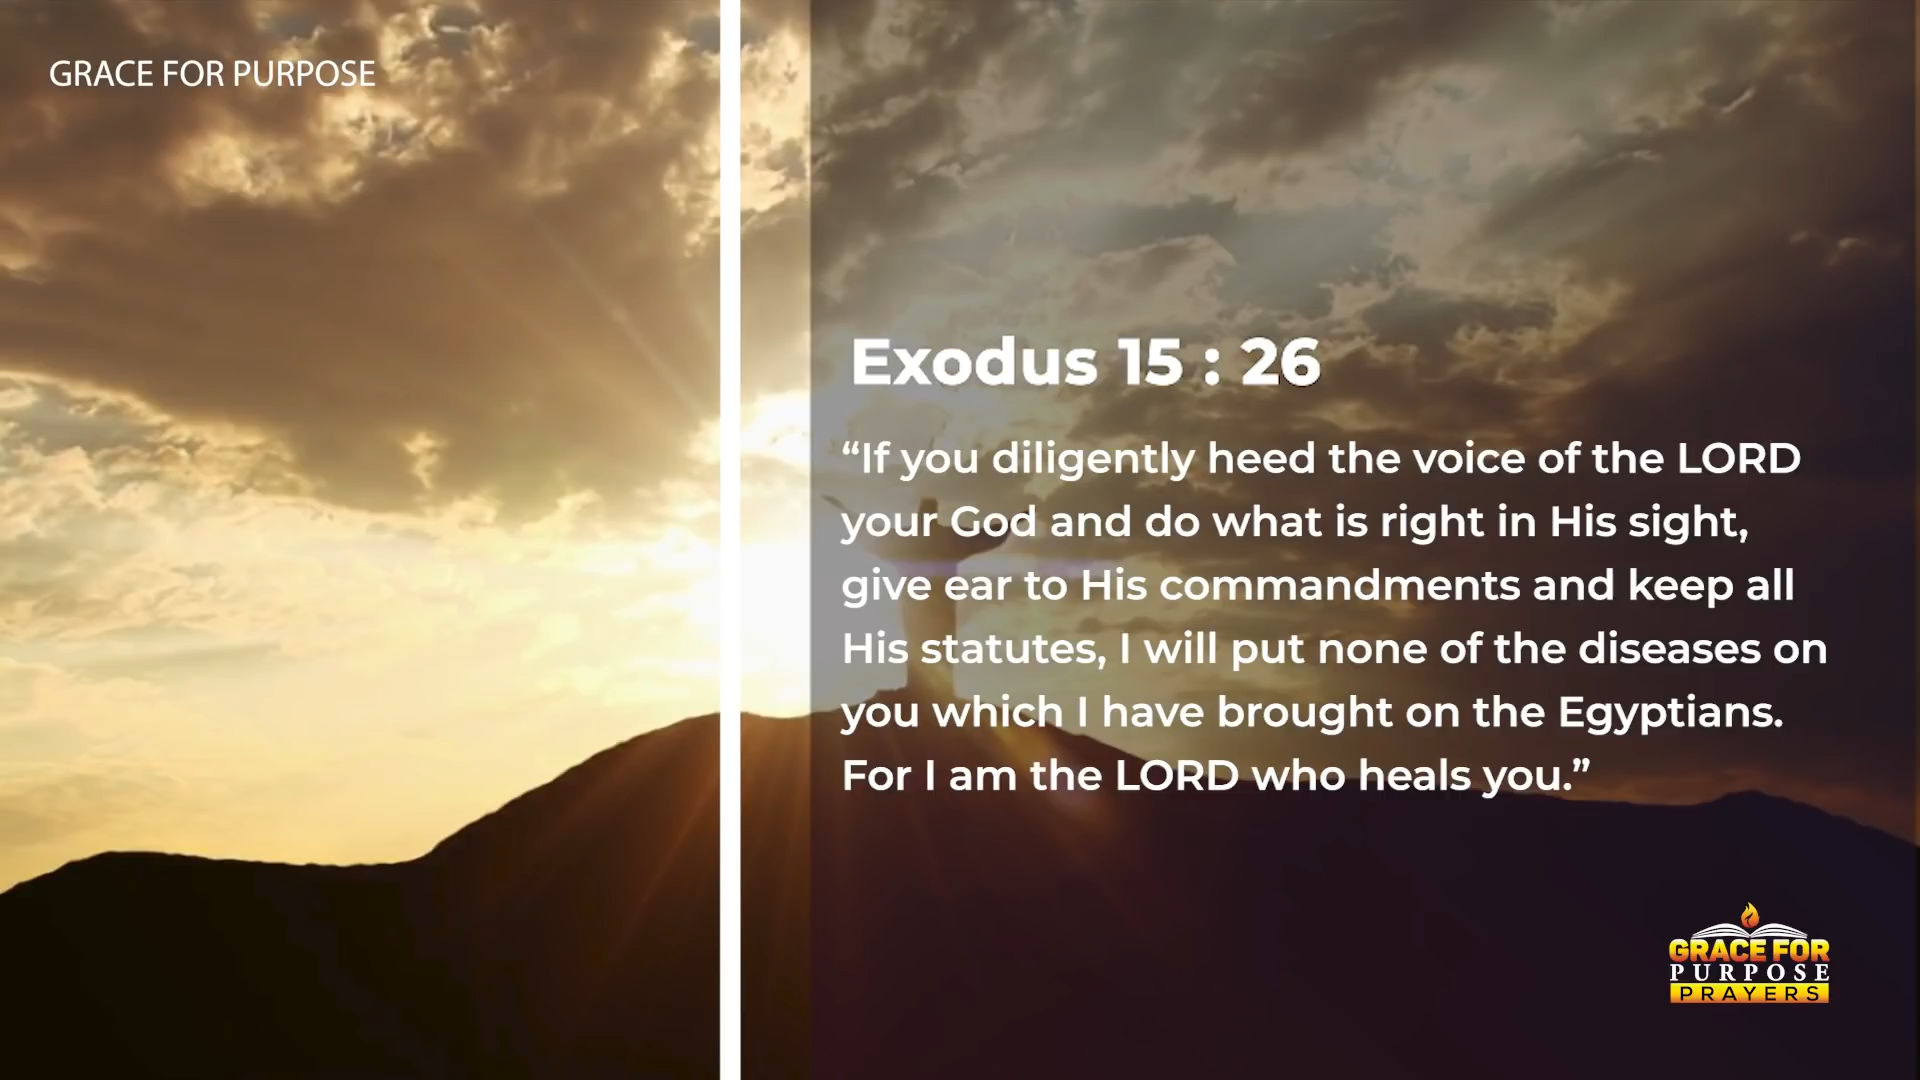 GRACE FOR PURPOSE
Exodus 15 : 26
“If you diligently heed the voice of the LORD
your God and do what is right in His sight,
give ear to His commandments and keep all
His statutes, I will put none of the diseases on
you which I have brought on the Egyptians.
For I am the LORD who heals you.”
GRACE FOR
PURPOSE
PRAYERS